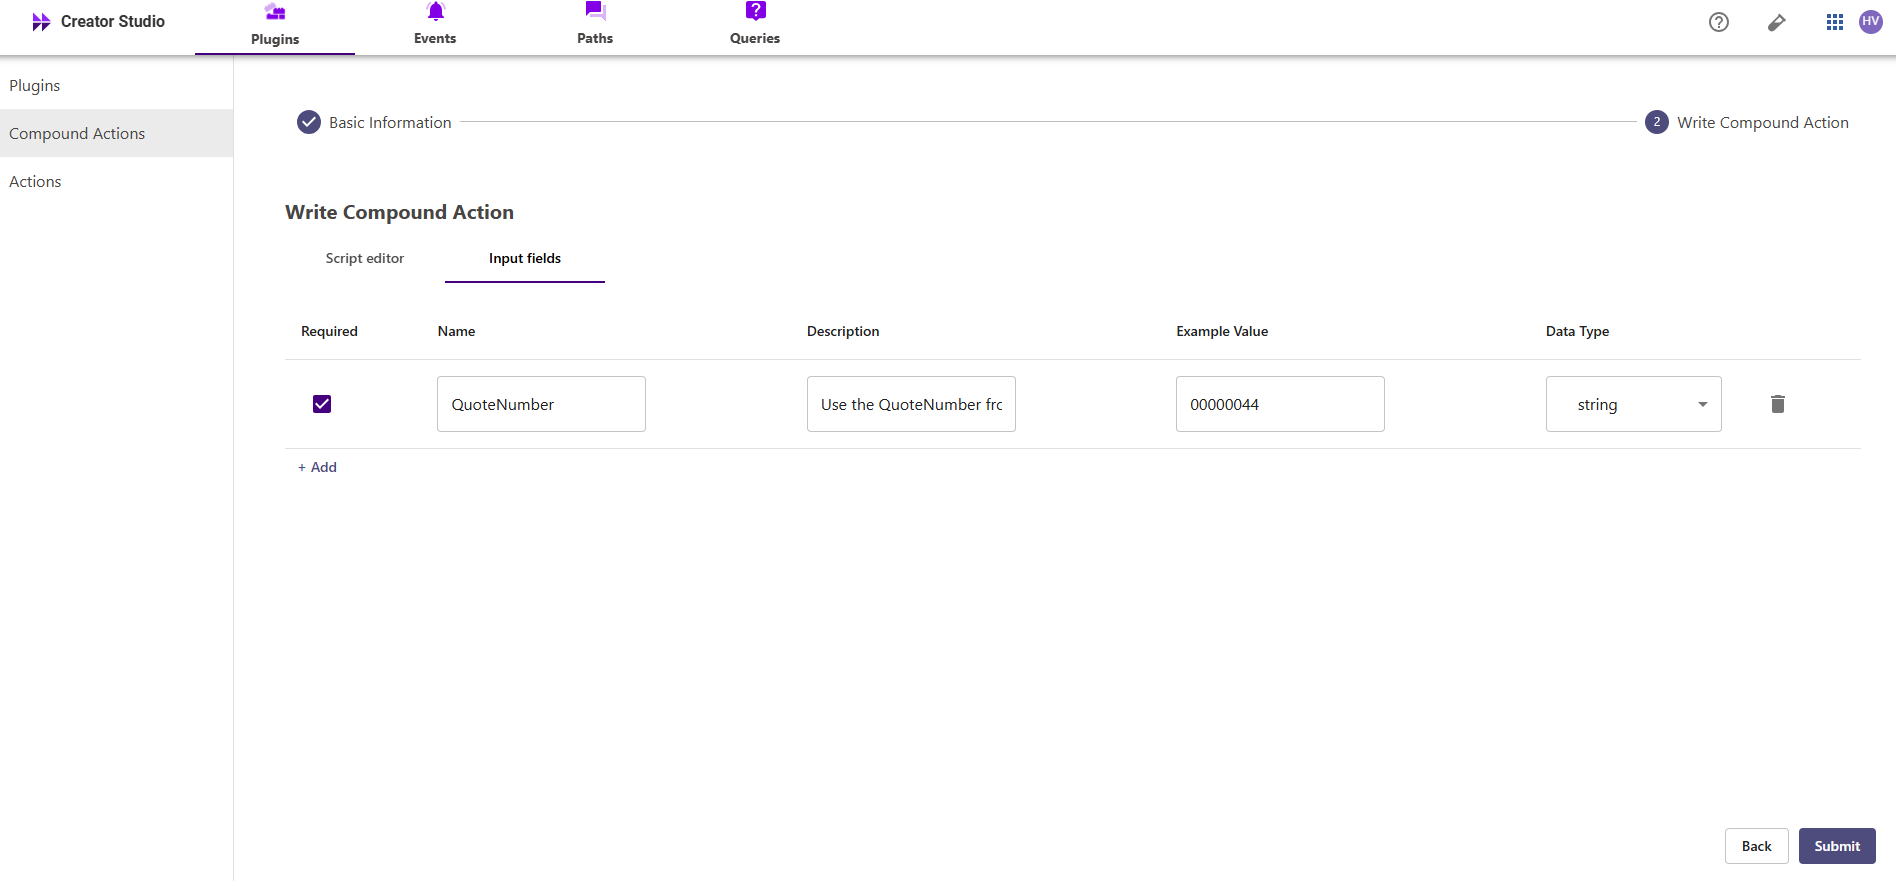 Creator Studio
Plugins
Events
Paths
Queries
HV
Plugins
Compound Actions
Actions
Basic Information
2
Write Compound Action
Write Compound Action
Script editor
Input fields
Required
Name
Description
Example Value
Data Type
QuoteNumber
Use the QuoteNumber frc
00000044
string
+ Add
Back
Submit